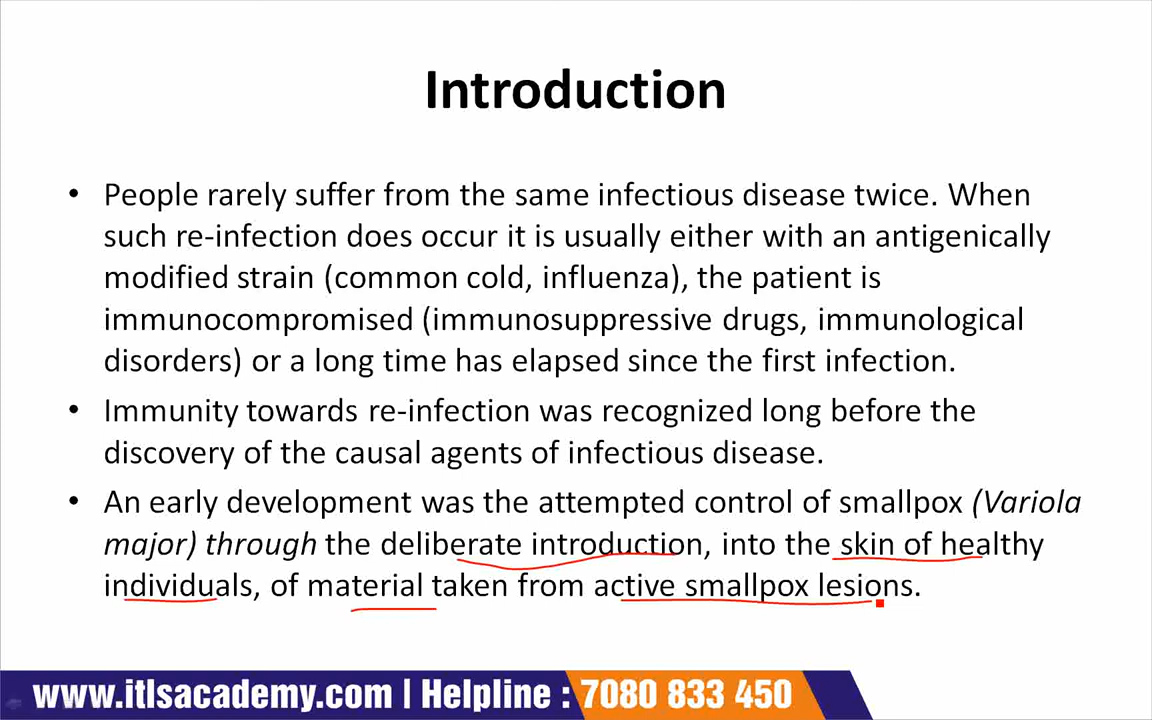 Introduction
• People rarely suffer from the same infectious disease twice. When
such re-infection does occur it is usually either with an antigenically
modified strain (common cold, influenza), the patient is
immunocompromised (immunosuppressive drugs, immunological
disorders) or a long time has elapsed since the first infection.
• Immunity towards re-infection was recognized long before the
discovery of the causal agents of infectious disease.
• An early development was the attempted control of smallpox (Variola
major) through the deliberate introduction, into the skin of healthy
individuals, of material taken from active smallpox lesions.
www.itlsacademy.com | Helpline : 7080 833 450